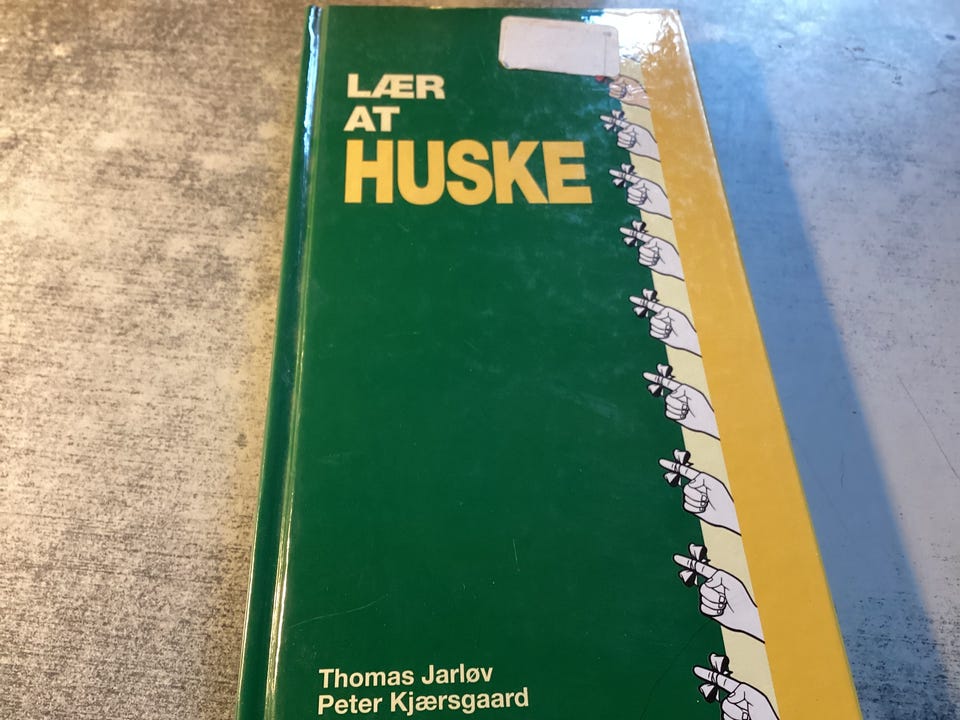 LÆR
AT
HUSKE
Thomas Jarløv
Peter Kjærsgaard